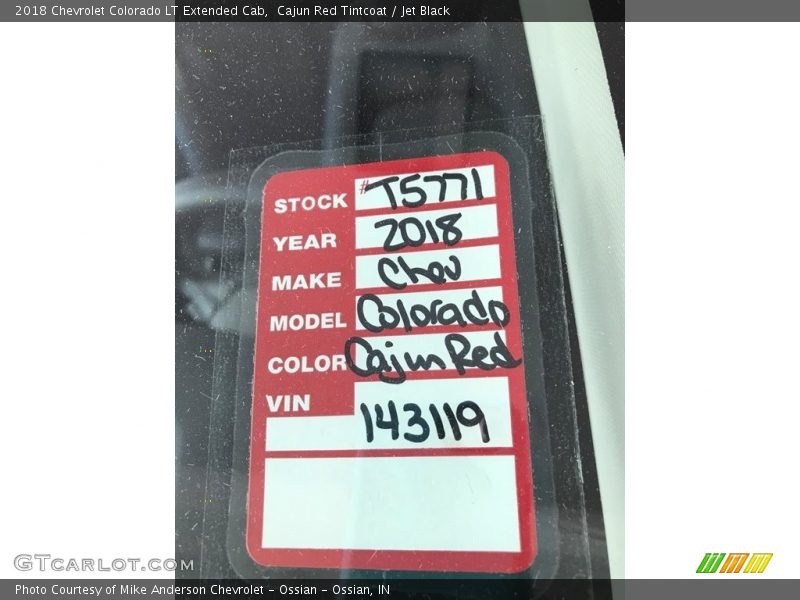 2018 Chevrolet Colorado LT Extended Cab,  Cajun Red Tintcoat / Jet Black
STOCK #T5771
YEAR 2018
MAKE Chev
MODEL Colorado
COLOR Cajun Red
VIN 143119
GTCARLOT.COM
Photo Courtesy of Mike Anderson Chevrolet - Ossian - Ossian, IN